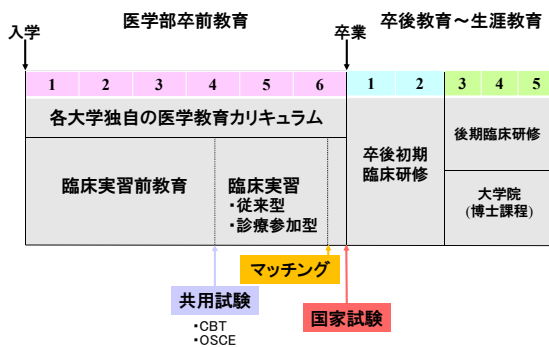 医学部卒前教育
卒後教育～生涯教育
入学
卒業
1 2 3 4 5 6 1 2 3 4 5
各大学独自の医学教育カリキュラム
臨床実習前教育
臨床実習
・従来型
・診療参加型
卒後初期
臨床研修
後期臨床研修
大学院
(博士課程)
マッチング
共用試験
・CBT
・OSCE
国家試験